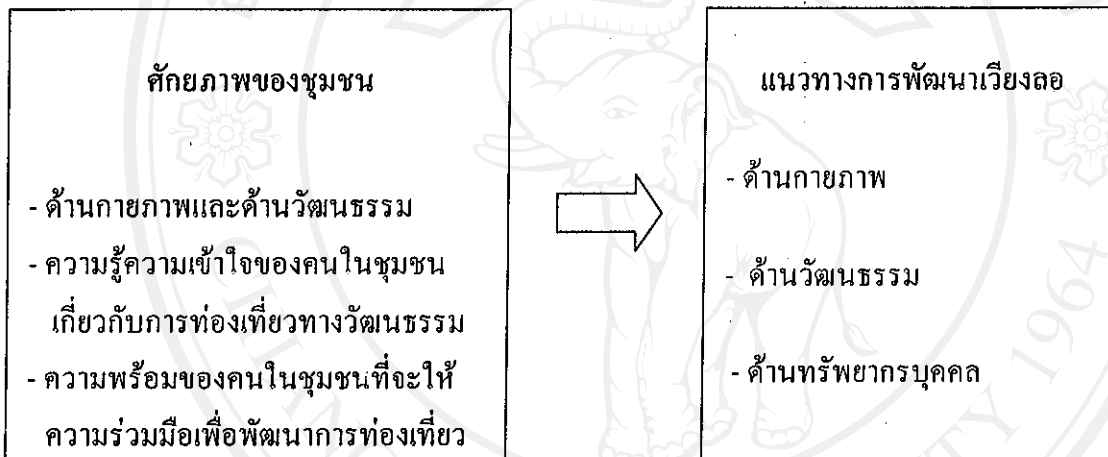 ศักยภาพของชุมชน
- ด้านกายภาพและด้านวัฒนธรรม
- ความรู้ความเข้าใจของคนในชุมชน
เกี่ยวกับการท่องเที่ยวทางวัฒนธรรม
- ความพร้อมของคนในชุมชนที่จะให้
ความร่วมมือเพื่อพัฒนาการท่องเที่ยว
แนวทางการพัฒนาเวียงลอ
- ด้านกายภาพ
- ด้านวัฒนธรรม
- ด้านทรัพยากรบุคคล
1964